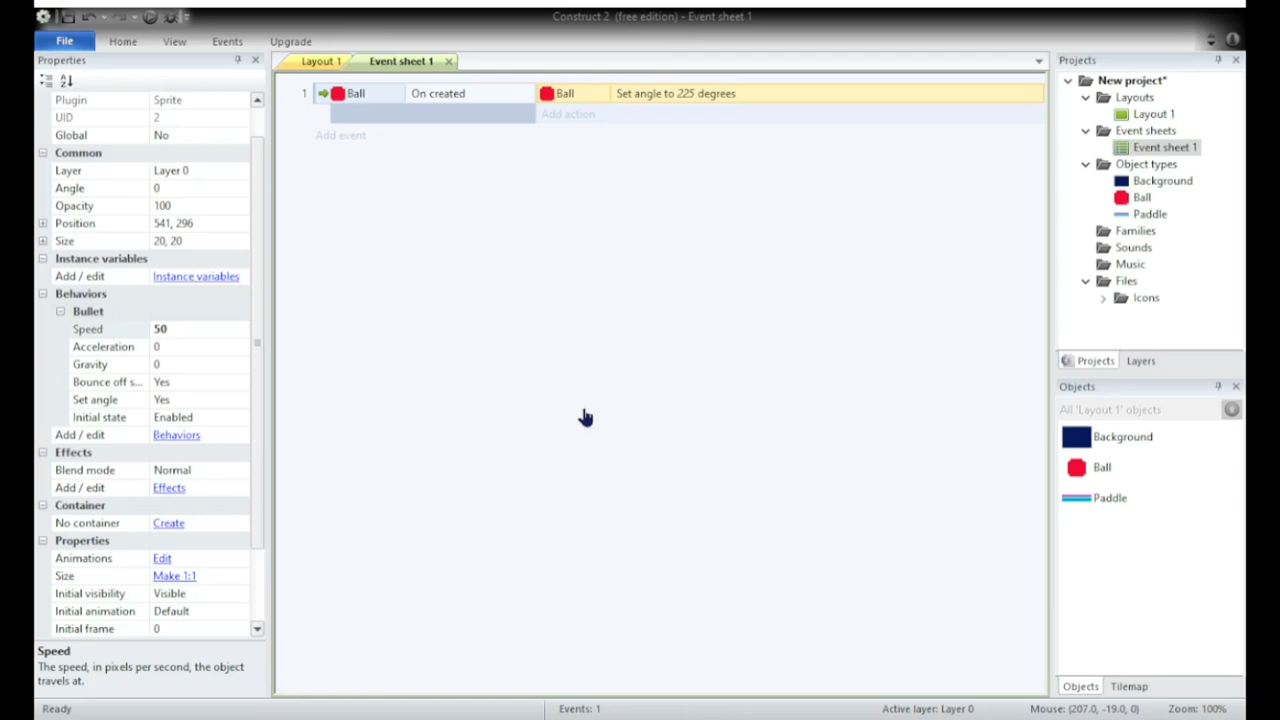 Construct 2 (free edition) - Event sheet 1
File Home View Events Upgrade
Properties
Plugin Sprite
UID 2
Global No
Common
Layer Layer 0
Angle 0
Opacity 100
Position 541, 296
Size 20, 20
Instance variables
Add / edit Instance variables
Behaviors
Bullet
Speed 50
Acceleration 0
Gravity 0
Bounce off s... Yes
Set angle Yes
Initial state Enabled
Add / edit Behaviors
Effects
Blend mode Normal
Add / edit Effects
Container
No container Create
Properties
Animations Edit
Size Make 1:1
Initial visibility Visible
Initial animation Default
Initial frame 0
Speed
The speed, in pixels per second, the object
travels at.
Layout 1 Event sheet 1
1 Ball On created Ball Set angle to 225 degrees
Add action
Add event
Projects
New project*
Layouts
Layout 1
Event sheets
Event sheet 1
Object types
Background
Ball
Paddle
Families
Sounds
Music
Files
Icons
Projects Layers
Objects
All 'Layout 1' objects
Background
Ball
Paddle
Objects Tilemap
Ready Events: 1 Active layer: Layer 0 Mouse: (207.0, -19.0, 0) Zoom: 100%